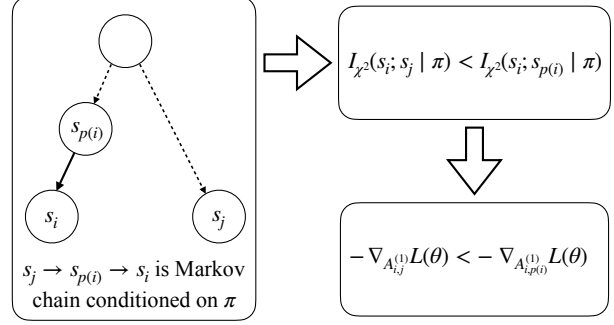 s_{p(i)}
s_i
s_j
s_j → s_{p(i)} → s_i is Markov
chain conditioned on π
I_{χ²}(s_i; s_j | π) < I_{χ²}(s_i; s_{p(i)} | π)
−∇_{A^{(1)}_{i,j}} L(θ) < −∇_{A^{(1)}_{i,p(i)}} L(θ)